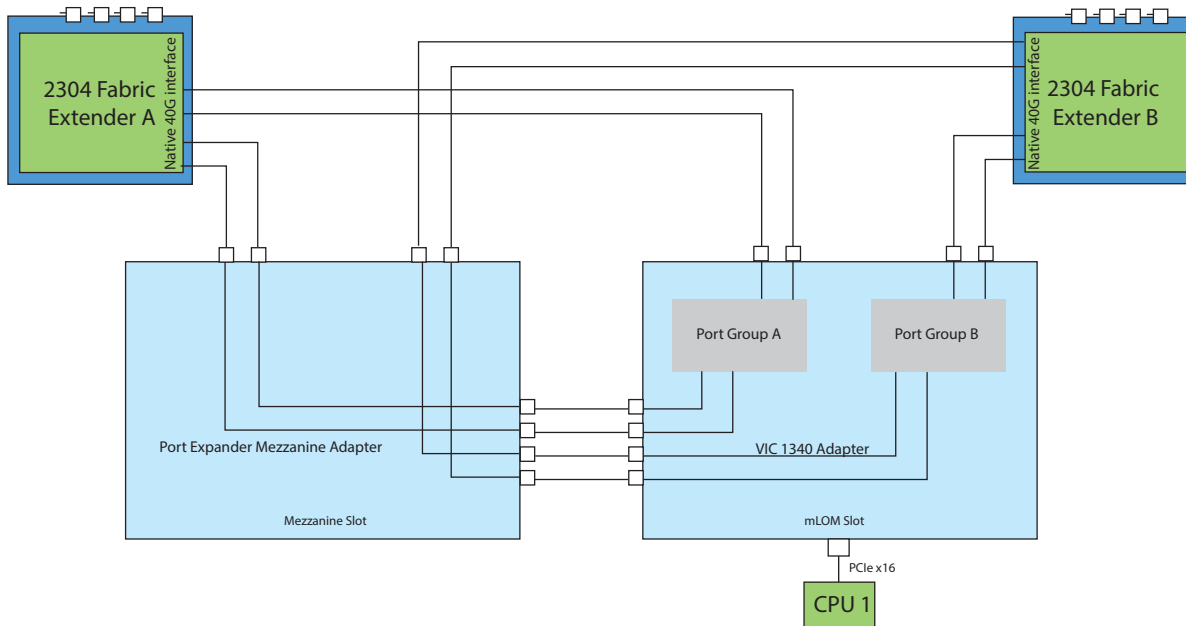 2304 Fabric
Extender A
Native 40G interface
Native 40G interface
2304 Fabric
Extender B
Port Group A
Port Group B
Port Expander Mezzanine Adapter
VIC 1340 Adapter
Mezzanine Slot
mLOM Slot
PCIe x16
CPU 1